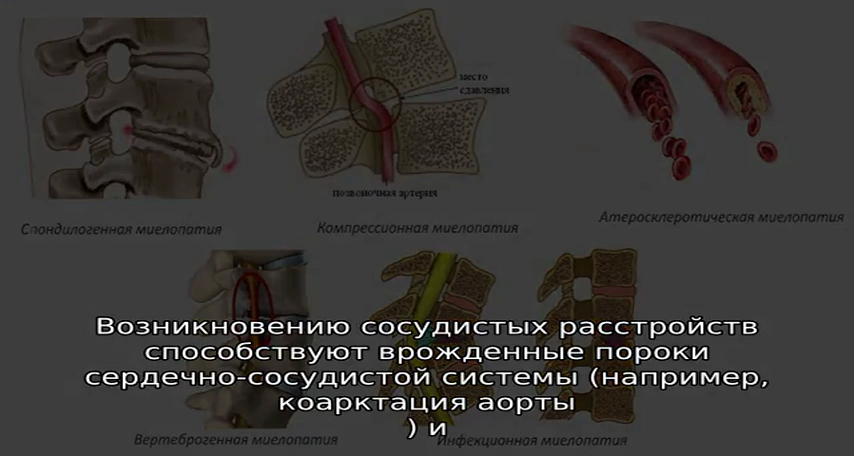 место
сдавления
позвоночная артерия
Спондилогенная миелопатия
Компрессионная миелопатия
Атеросклеротическая миелопатия
Возникновению сосудистых расстройств
способствуют врожденные пороки
сердечно-сосудистой системы (например,
коарктация аорты
) и
Вертеброгенная миелопатия
Инфекционная миелопатия